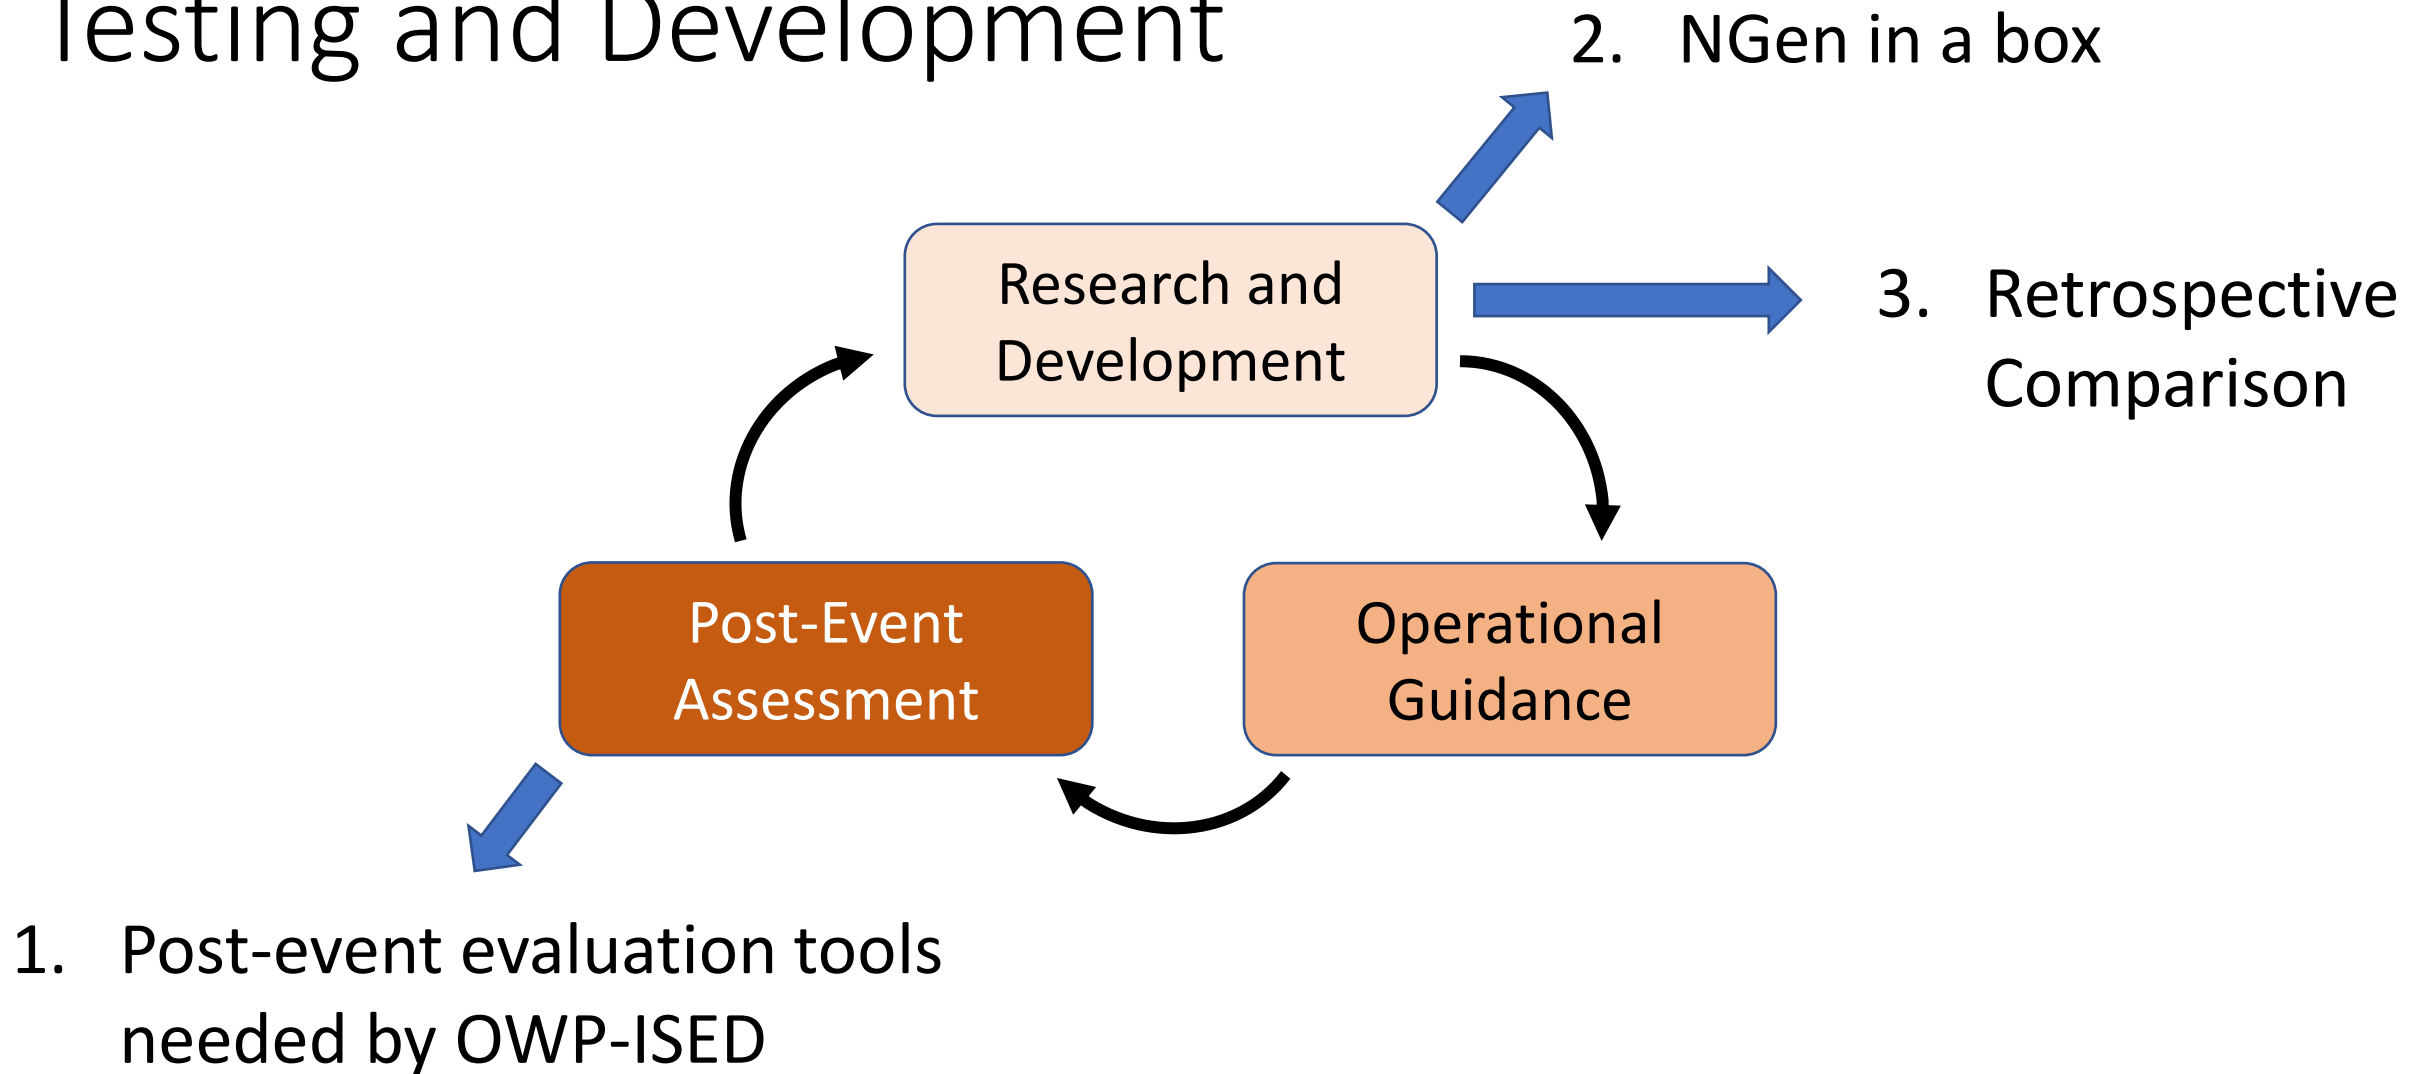 Testing and Development
2. NGen in a box
Research and
Development
3. Retrospective
Comparison
Post-Event
Assessment
Operational
Guidance
1. Post-event evaluation tools
needed by OWP-ISED